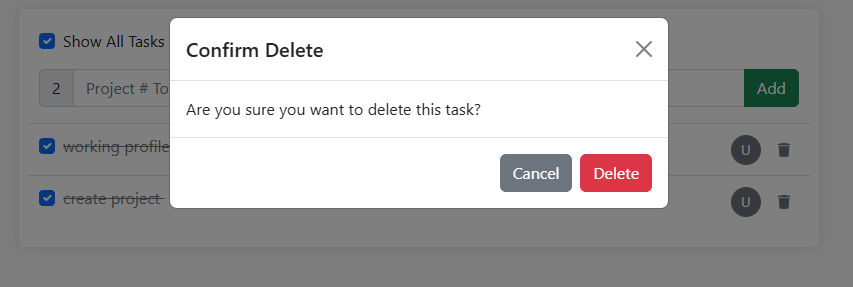 Show All Tasks
Confirm Delete
2
Project # To
Add
Are you sure you want to delete this task?
working profile
U
Cancel
Delete
create project
U